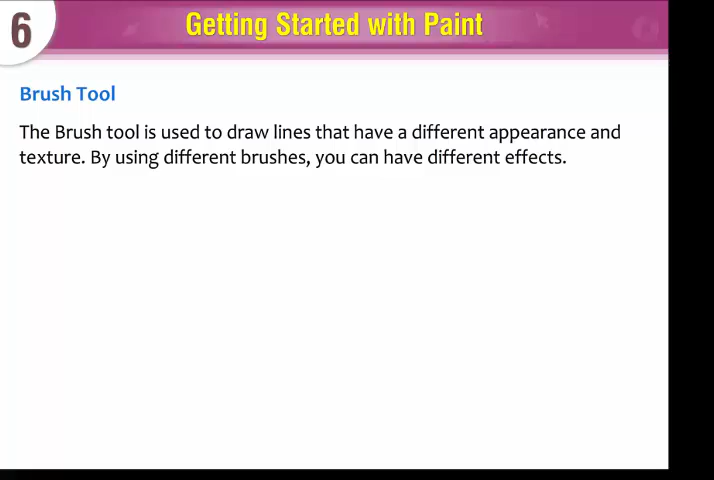 6
Getting Started with Paint
Brush Tool
The Brush tool is used to draw lines that have a different appearance and
texture. By using different brushes, you can have different effects.